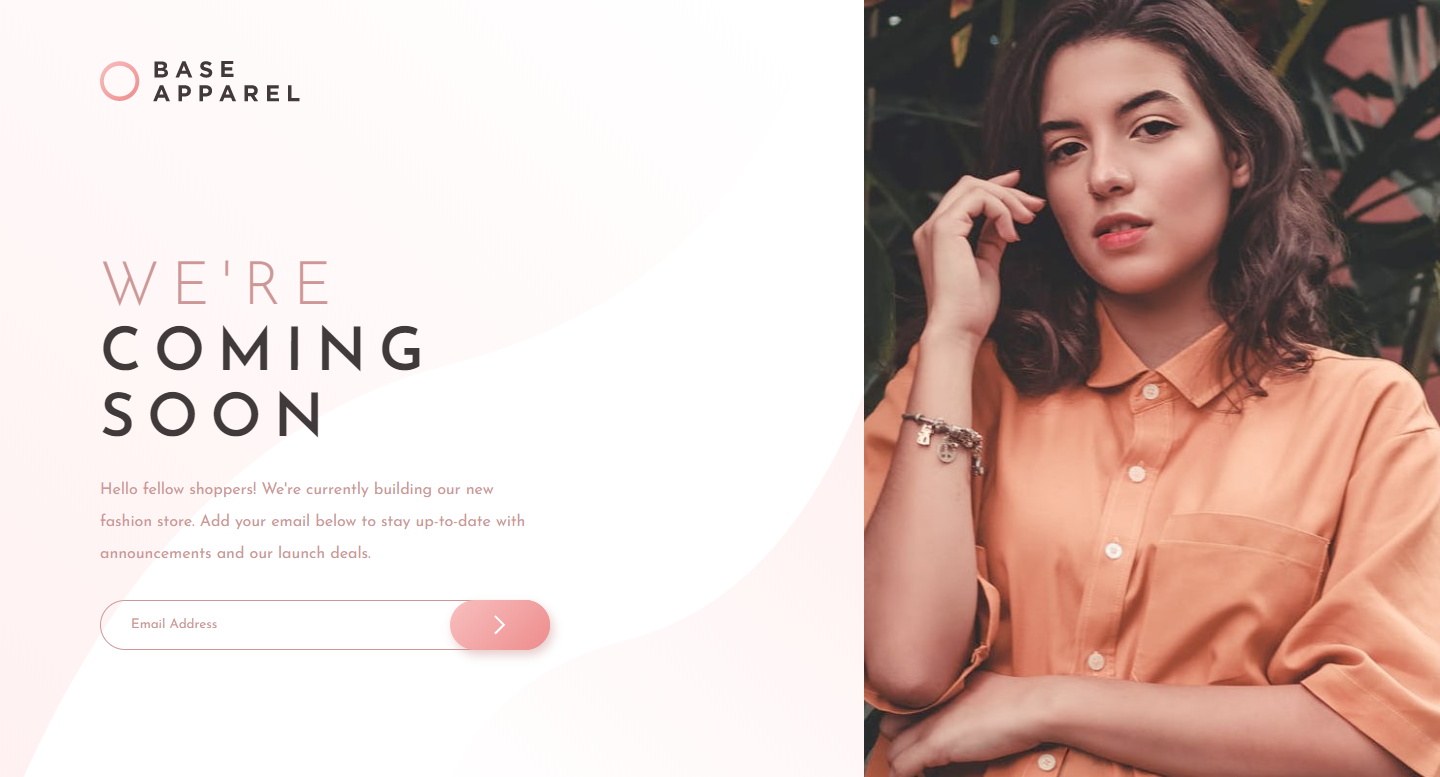 BASE
APPAREL
WE'RE
COMING
SOON
Hello fellow shoppers! We're currently building our new
fashion store. Add your email below to stay up-to-date with
announcements and our launch deals.
Email Address